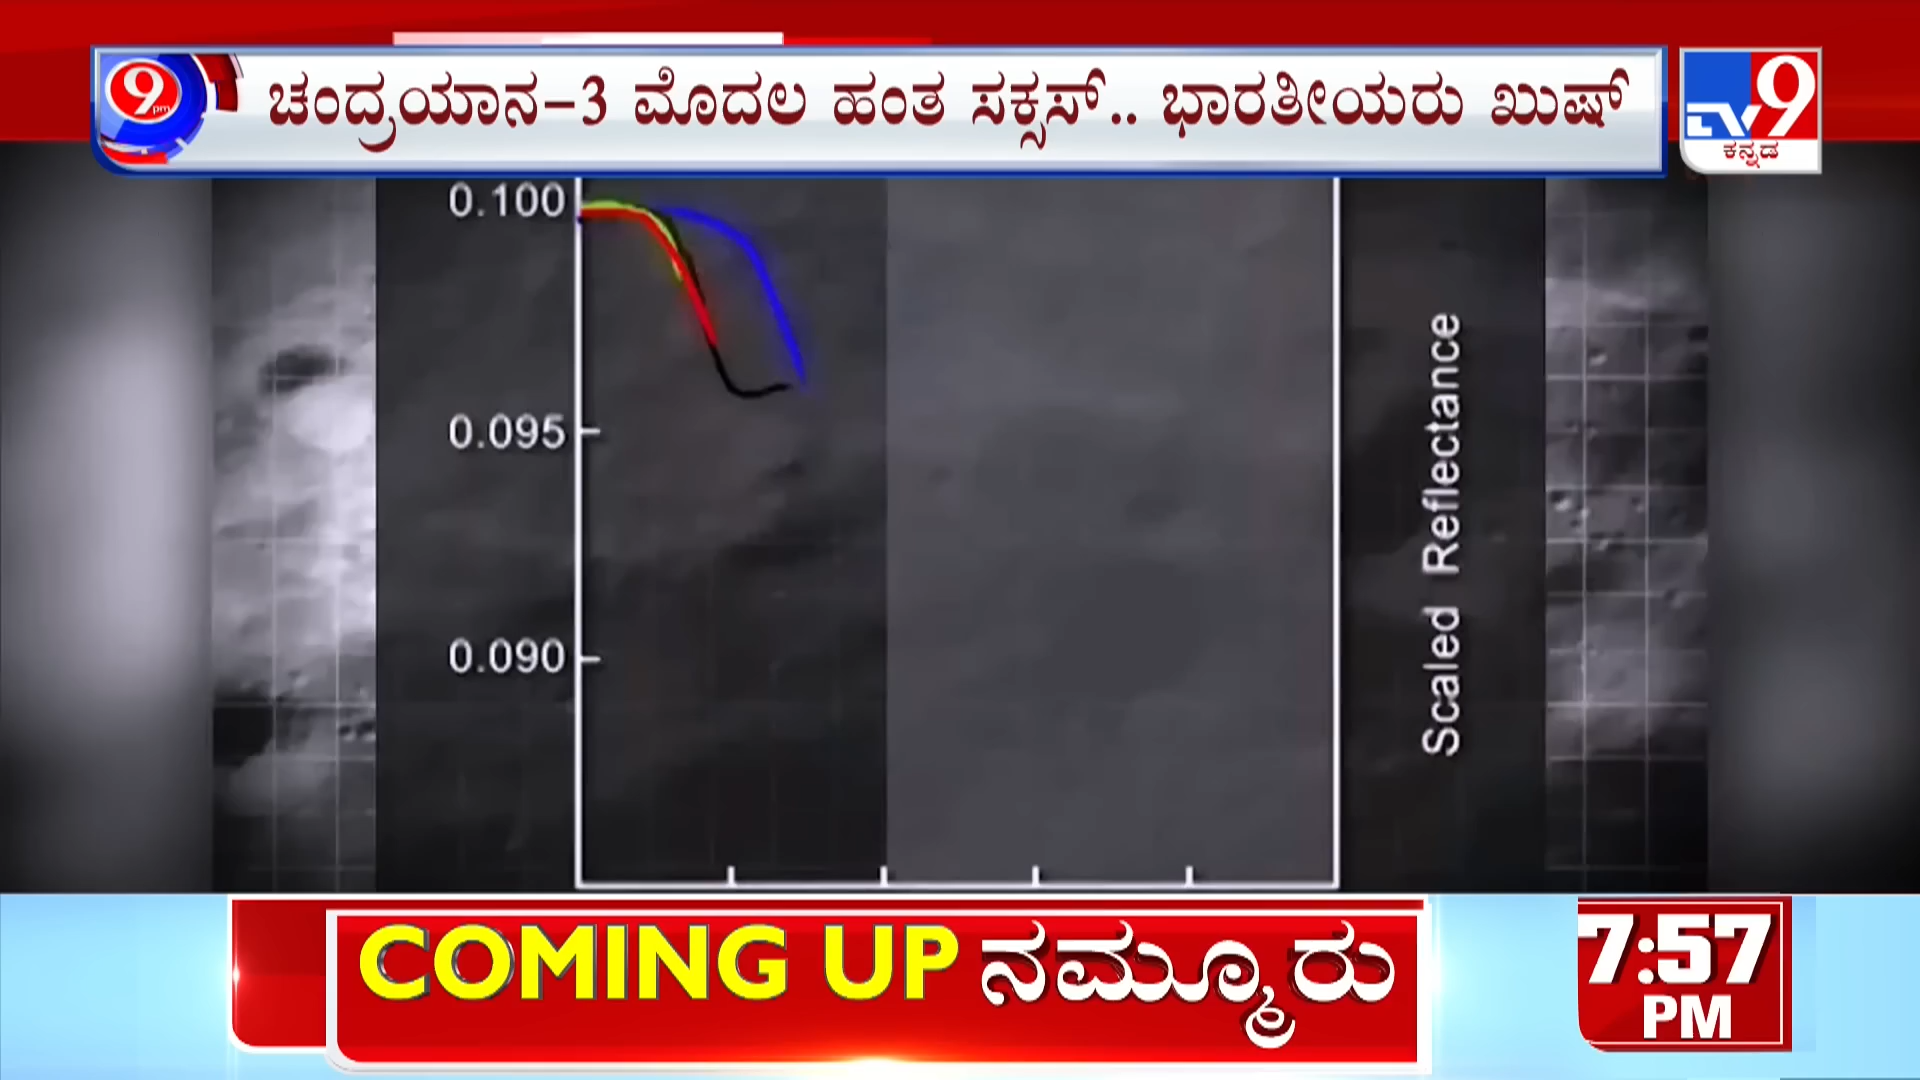 9 pm
ಚಂದ್ರಯಾನ-3 ಮೊದಲ ಹಂತ ಸಕ್ಸಸ್.. ಭಾರತೀಯರು ಖುಷ್
TV9
ಕನ್ನಡ
0.100
0.095
0.090
Scaled Reflectance
COMING UP ನಮ್ಮೂರು
7:57
PM